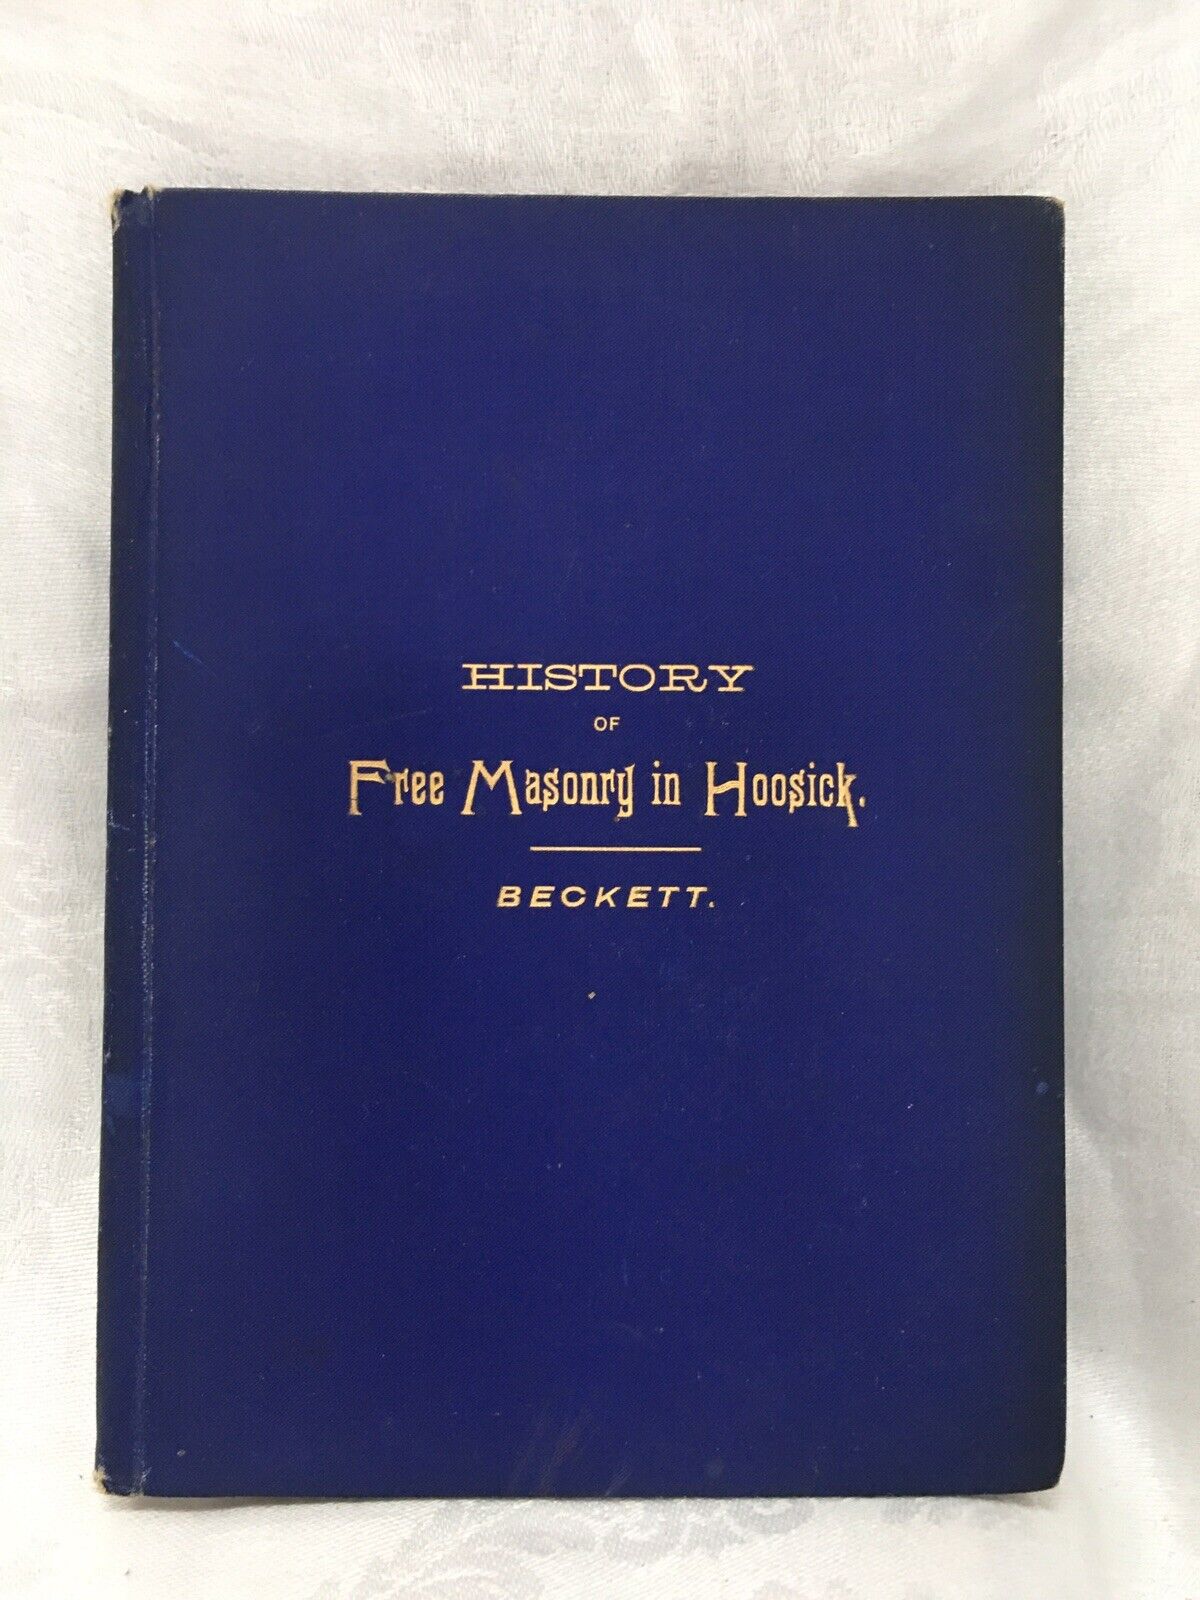 HISTORY
OF
Free Masonry in Hoosick.
BECKETT.